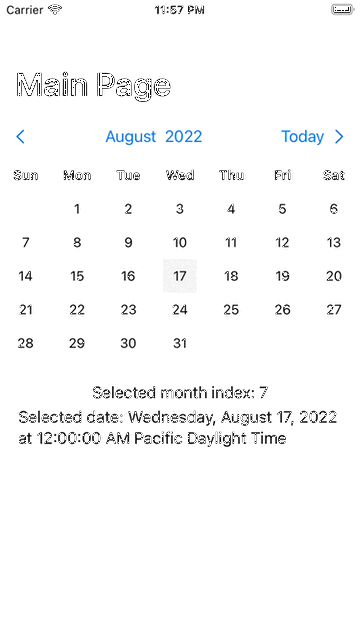 Carrier 11:57 PM
Main Page
August 2022 Today
Sun Mon Tue Wed Thu Fri Sat
1 2 3 4 5 6
7 8 9 10 11 12 13
14 15 16 17 18 19 20
21 22 23 24 25 26 27
28 29 30 31
Selected month index: 7
Selected date: Wednesday, August 17, 2022
at 12:00:00 AM Pacific Daylight Time